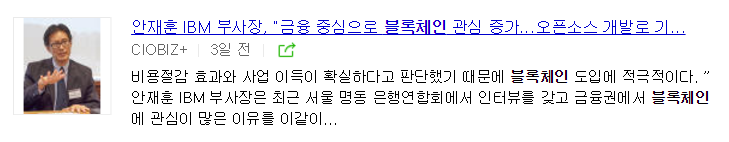 안재훈 IBM 부사장, "금융 중심으로 블록체인 관심 증가...오픈소스 개발로 기...
CIOBIZ+ | 3일 전 |
비용절감 효과와 사업 이득이 확실하다고 판단했기 때문에 블록체인 도입에 적극적이다. ”
안재훈 IBM 부사장은 최근 서울 명동 은행연합회에서 인터뷰를 갖고 금융권에서 블록체인
에 관심이 많은 이유를 이같이...